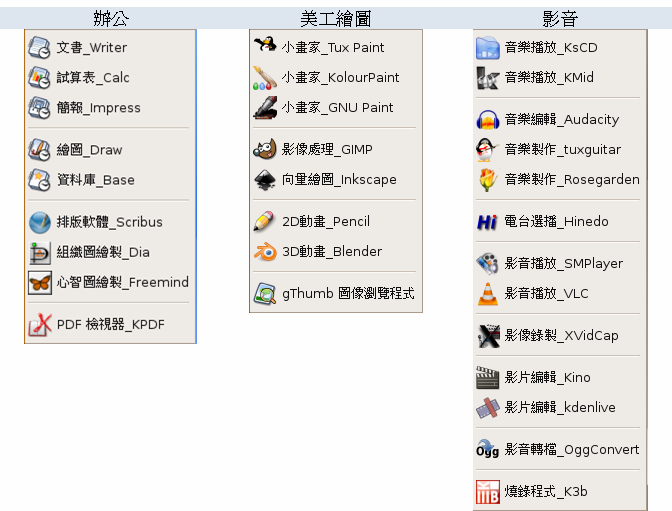 辦公
文書_Writer
試算表_Calc
簡報_Impress
繪圖_Draw
資料庫_Base
排版軟體_Scribus
組織圖繪製_Dia
心智圖繪製_Freemind
PDF 檢視器_KPDF
美工繪圖
小畫家_Tux Paint
小畫家_KolourPaint
小畫家_GNU Paint
影像處理_GIMP
向量繪圖_Inkscape
2D動畫_Pencil
3D動畫_Blender
gThumb 圖像瀏覽程式
影音
音樂播放_KsCD
音樂播放_KMid
音樂編輯_Audacity
音樂製作_tuxguitar
音樂製作_Rosegarden
Hi 電台選播_Hinedo
影音播放_SMPlayer
影音播放_VLC
影像錄製_XVidCap
影片編輯_Kino
影片編輯_kdenlive
Ogg 影音轉檔_OggConvert
燒錄程式_K3b